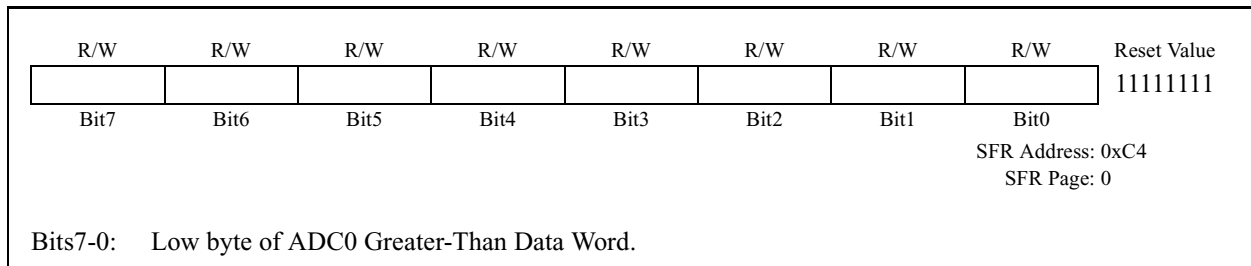 R/W R/W R/W R/W R/W R/W R/W R/W Reset Value
11111111
Bit7 Bit6 Bit5 Bit4 Bit3 Bit2 Bit1 Bit0
SFR Address: 0xC4
SFR Page: 0
Bits7-0: Low byte of ADC0 Greater-Than Data Word.